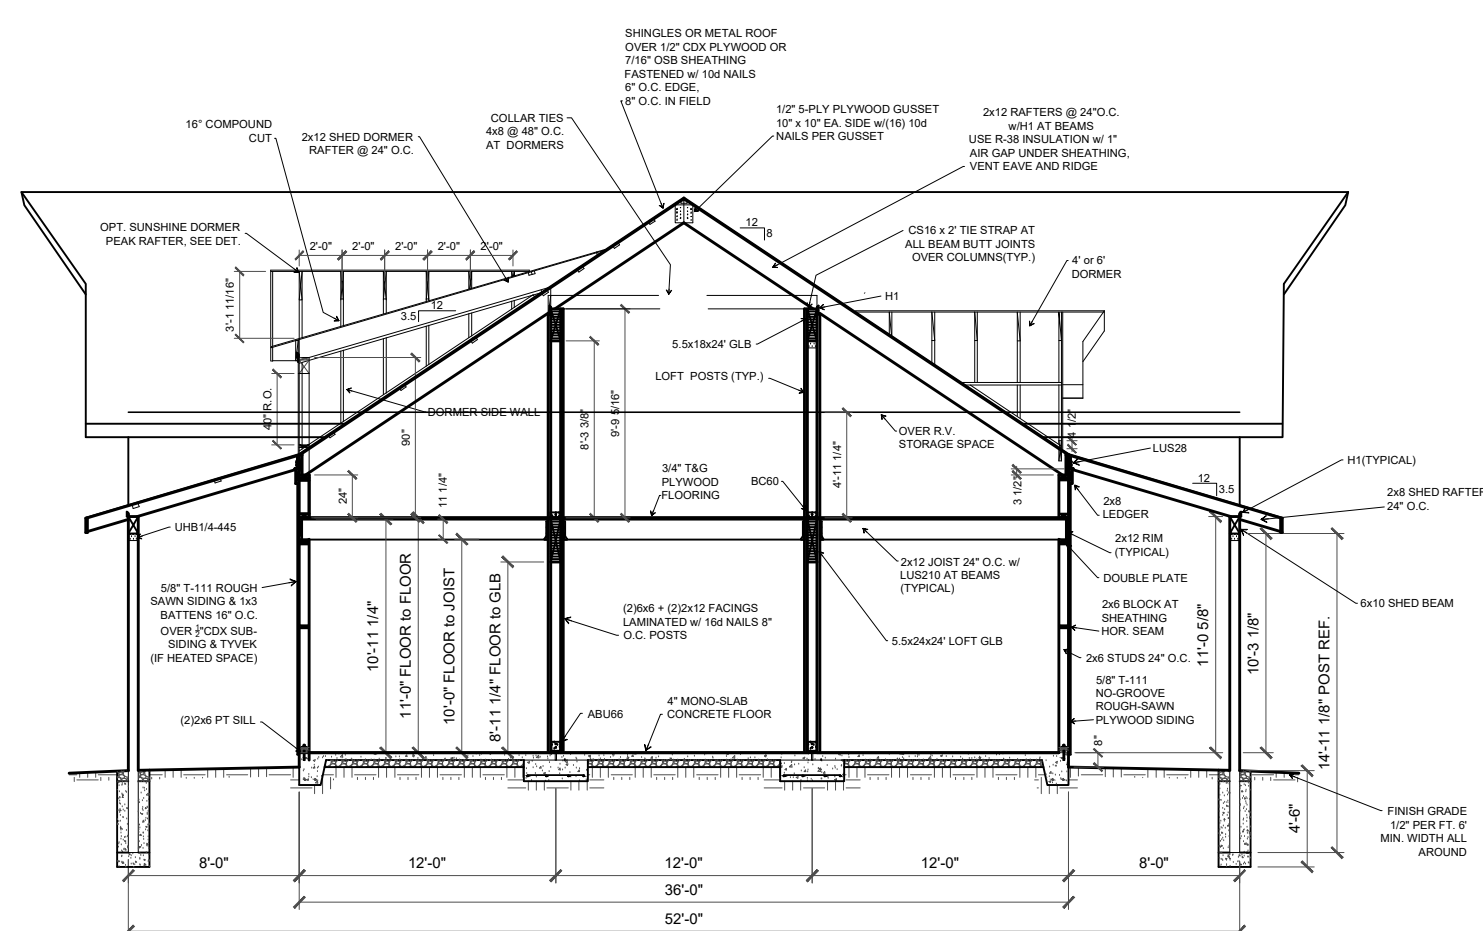 SHINGLES OR METAL ROOF
OVER 1/2" CDX PLYWOOD OR
7/16" OSB SHEATHING
FASTENED w/ 10d NAILS
6" O.C. EDGE,
8" O.C. IN FIELD
16° COMPOUND
CUT
2x12 SHED DORMER
RAFTER @ 24" O.C.
COLLAR TIES
4x8 @ 48" O.C.
AT DORMERS
1/2" 5-PLY PLYWOOD GUSSET
10" x 10" EA. SIDE w/(16) 10d
NAILS PER GUSSET
2x12 RAFTERS @ 24"O.C.
w/H1 AT BEAMS
USE R-38 INSULATION w/ 1"
AIR GAP UNDER SHEATHING,
VENT EAVE AND RIDGE
OPT. SUNSHINE DORMER
PEAK RAFTER, SEE DET.
2'-0"
2'-0"
2'-0"
2'-0"
2'-0"
12
8
CS16 x 2' TIE STRAP AT
ALL BEAM BUTT JOINTS
OVER COLUMNS(TYP.)
4' or 6'
DORMER
3'-1 11/16"
12
3.5
H1
5.5x18x24' GLB
LOFT POSTS (TYP.)
40" R.O.
DORMER SIDE WALL
90"
8'-3 3/8"
9'-9 5/16"
OVER R.V.
STORAGE SPACE
4 1/2"
LUS28
H1(TYPICAL)
12
3.5
2x8 SHED RAFTER
24" O.C.
24"
11 1/4"
3/4" T&G
PLYWOOD
FLOORING
BC60
4'-11 1/4"
3 1/2"
2x8
LEDGER
2x12 RIM
(TYPICAL)
UHB1/4-445
DOUBLE PLATE
2x12 JOIST 24" O.C. w/
LUS210 AT BEAMS
(TYPICAL)
5/8" T-111 ROUGH
SAWN SIDING & 1x3
BATTENS 16" O.C.
OVER ½"CDX SUB-
SIDING & TYVEK
(IF HEATED SPACE)
10'-11 1/4"
11'-0" FLOOR to FLOOR
10'-0" FLOOR to JOIST
8'-11 1/4" FLOOR to GLB
(2)6x6 + (2)2x12 FACINGS
LAMINATED w/ 16d NAILS 8"
O.C. POSTS
5.5x24x24' LOFT GLB
2x6 BLOCK AT
SHEATHING
HOR. SEAM
2x6 STUDS 24" O.C.
6x10 SHED BEAM
11'-0 5/8"
10'-3 1/8"
14'-11 1/8" POST REF.
5/8" T-111
NO-GROOVE
ROUGH-SAWN
PLYWOOD SIDING
(2)2x6 PT SILL
ABU66
4" MONO-SLAB
CONCRETE FLOOR
8"
4'-6"
FINISH GRADE
1/2" PER FT. 6'
MIN. WIDTH ALL
AROUND
8'-0"
12'-0"
12'-0"
12'-0"
8'-0"
36'-0"
52'-0"